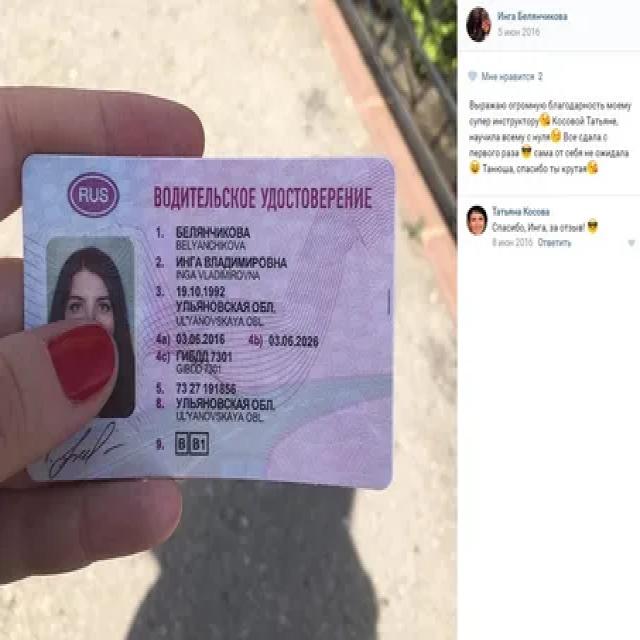 RUS
ВОДИТЕЛЬСКОЕ УДОСТОВЕРЕНИЕ
1. БЕЛЯНЧИКОВА
BELYANCHIKOVA
2. ИНГА ВЛАДИМИРОВНА
INGA VLADIMIROVNA
3. 19.10.1992
УЛЬЯНОВСКАЯ ОБЛ.
UL'YANOVSKAYA OBL.
4a) 03.06.2016 4b) 03.06.2026
4c) ГИБДД 7301
GIBDD 7301
5. 73 27 191856
8. УЛЬЯНОВСКАЯ ОБЛ.
UL'YANOVSKAYA OBL.
9. B B1
Инга Белянчикова
5 июн 2016
Мне нравится 2
Выражаю огромную благодарность моему
супер инструктору😘 Косовой Татьяне,
научила всему с нуля😘 Все сдала с
первого раза 😎 сама от себя не ожидала
😄 Танюша, спасибо ты крутая😘
Татьяна Косова
Спасибо, Инга, за отзыв! 😎
8 июн 2016 Ответить